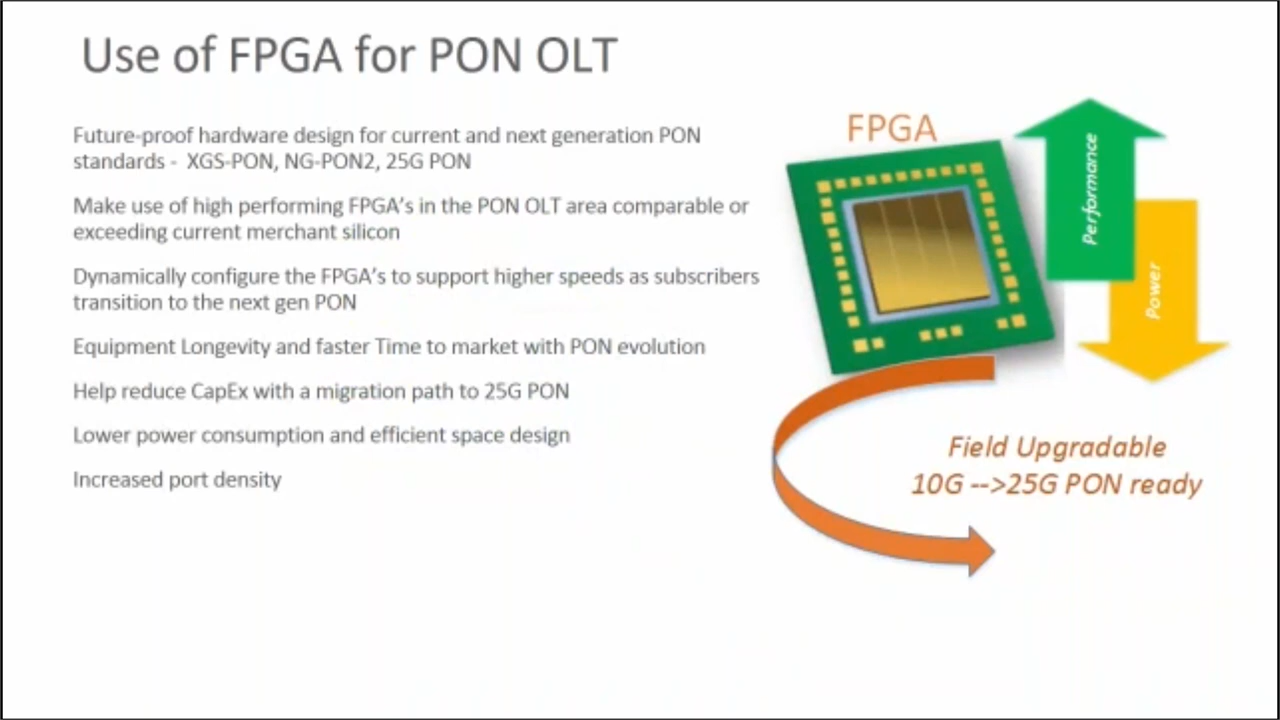 Use of FPGA for PON OLT
Future-proof hardware design for current and next generation PON
standards -  XGS-PON, NG-PON2, 25G PON
Make use of high performing FPGA's in the PON OLT area comparable or
exceeding current merchant silicon
Dynamically configure the FPGA's to support higher speeds as subscribers
transition to the next gen PON
Equipment Longevity and faster Time to market with PON evolution
Help reduce CapEx with a migration path to 25G PON
Lower power consumption and efficient space design
Increased port density
FPGA
Performance
Power
Field Upgradable
10G -->25G PON ready